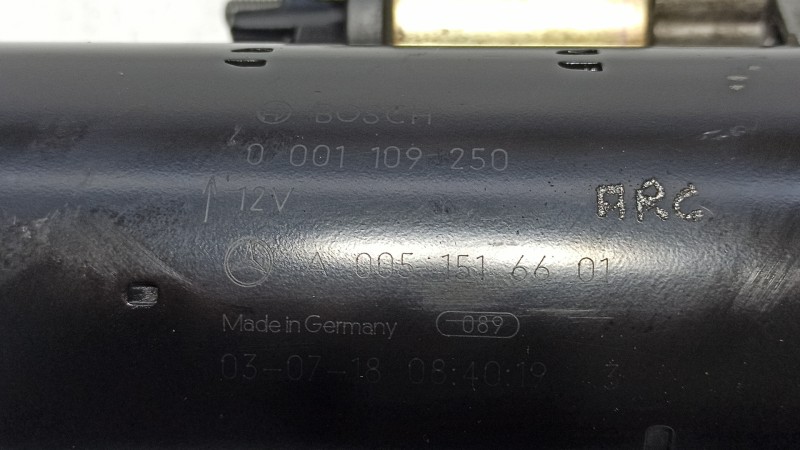 BOSCH
0 001 109 250
12V
ARC
A 005 151 66 01
Made in Germany 089
03-07-18 08:40:19 3